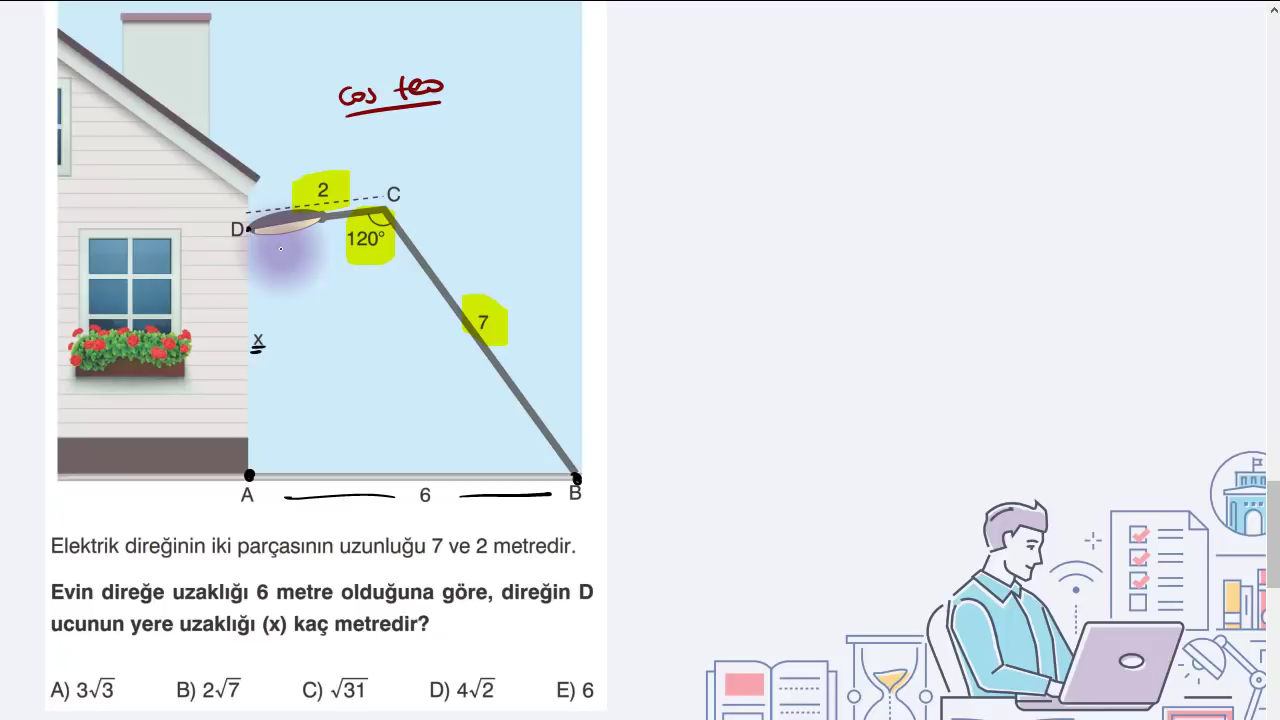 cos teo
2
C
D
120°
7
x
A
6
B
Elektrik direğinin iki parçasının uzunluğu 7 ve 2 metredir.
Evin direğe uzaklığı 6 metre olduğuna göre, direğin D
ucunun yere uzaklığı (x) kaç metredir?
A) 3√3 B) 2√7 C) √31 D) 4√2 E) 6